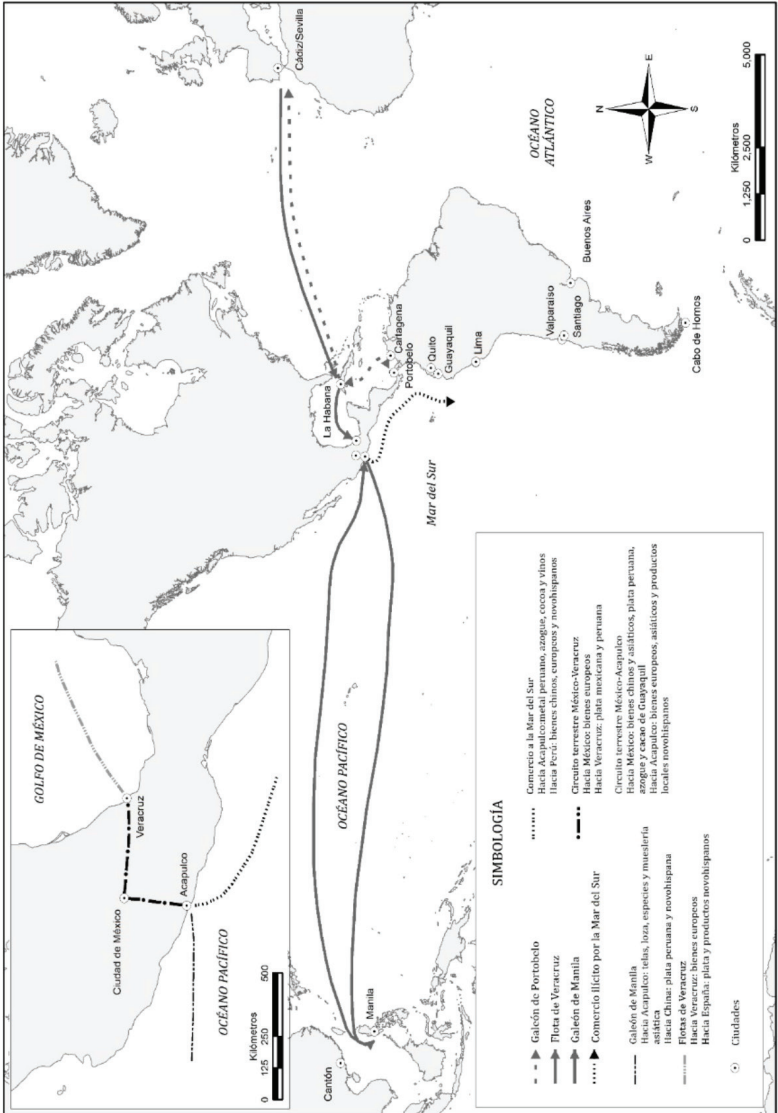 GOLFO DE MÉXICO
Ciudad de México
Veracruz
Acapulco
OCÉANO PACÍFICO
Kilómetros
0 125 250 500
OCÉANO PACÍFICO
Cantón
Manila
Mar del Sur
La Habana
Cartagena
Portobelo
Quito
Guayaquil
Lima
Valparaiso
Santiago
Buenos Aires
Cabo de Hornos
Cádiz/Sevilla
OCÉANO
ATLÁNTICO
N
E
S
W
Kilómetros
0 1,250 2,500 5,000
SIMBOLOGÍA
Galeón de Portobelo
Flota de Veracruz
Galeón de Manila
Comercio ilícito por la Mar del Sur
Galeón de Manila
Hacia Acapulco: telas, loza, especies y mueslería
asiática
Hacia China: plata peruana y novohispana
Flotas de Veracruz
Hacia Veracruz: bienes europeos
Hacia España: plata y productos novohispanos
Ciudades
Comercio a la Mar del Sur
Hacia Acapulco:metal peruano, azogue, cocoa y vinos
Hacia Perú: bienes chinos, europeos y novohispanos
Circuito terrestre México-Veracruz
Hacia México: bienes europeos
Hacia Veracruz: plata mexicana y peruana
Circuito terrestre México-Acapulco
Hacia México: bienes chinos y asiáticos, plata peruana,
azogue y cacao de Guayaquil
Hacia Acapulco: bienes europeos, asiáticos y productos
locales novohispanos